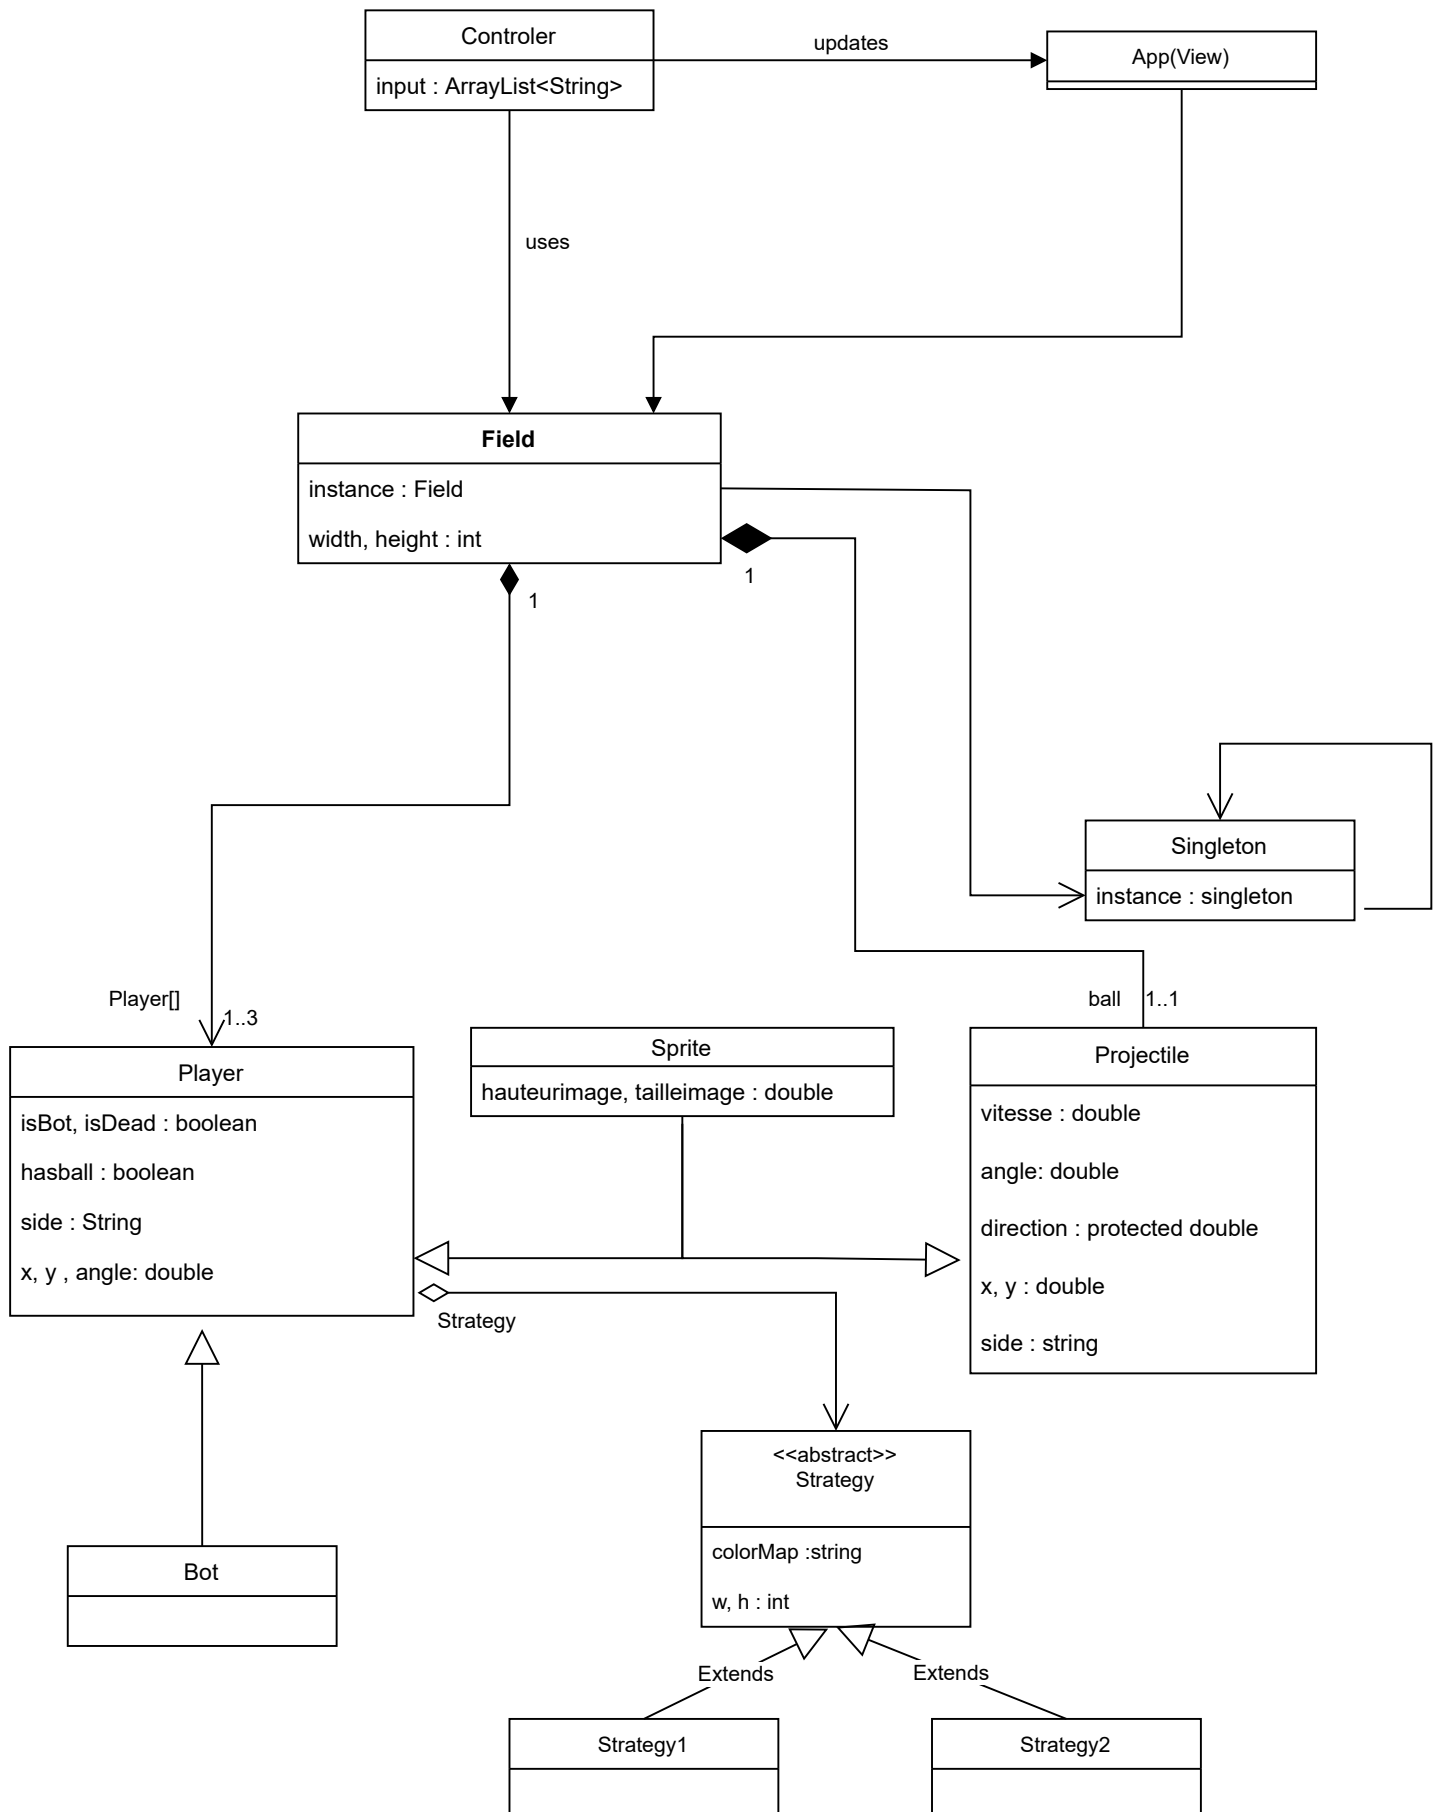 Controler
input : ArrayList<String>
updates
App(View)
uses
Field
instance : Field
width, height : int
1
1
Singleton
instance : singleton
Player[]
1..3
ball
1..1
Player
isBot, isDead : boolean
hasball : boolean
side : String
x, y , angle: double
Sprite
hauteurimage, tailleimage : double
Projectile
vitesse : double
angle: double
direction : protected double
x, y : double
side : string
Strategy
<<abstract>>
Strategy
colorMap :string
w, h : int
Bot
Extends
Extends
Strategy1
Strategy2